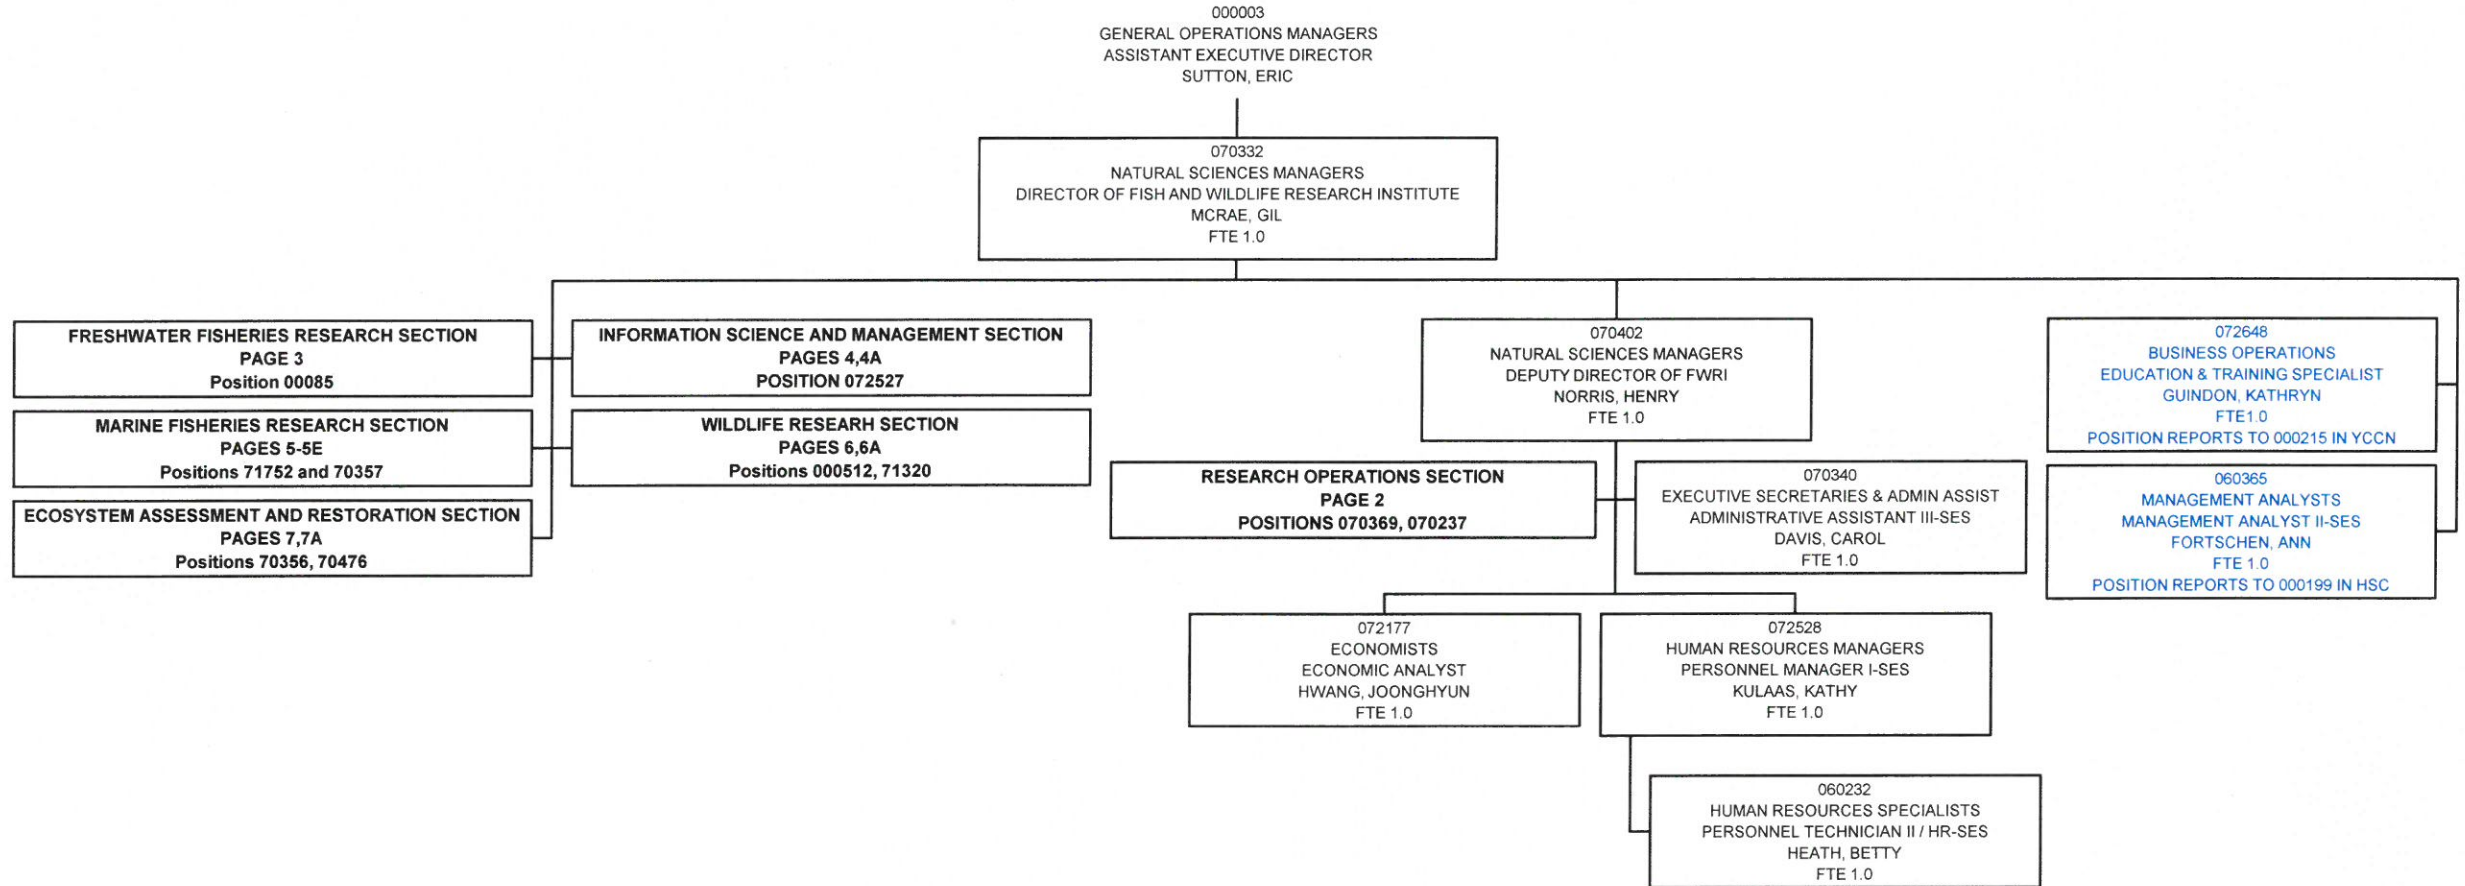 000003
GENERAL OPERATIONS MANAGERS
ASSISTANT EXECUTIVE DIRECTOR
SUTTON, ERIC
070332
NATURAL SCIENCES MANAGERS
DIRECTOR OF FISH AND WILDLIFE RESEARCH INSTITUTE
MCRAE, GIL
FTE 1.0
FRESHWATER FISHERIES RESEARCH SECTION
PAGE 3
Position 00085
INFORMATION SCIENCE AND MANAGEMENT SECTION
PAGES 4,4A
POSITION 072527
MARINE FISHERIES RESEARCH SECTION
PAGES 5-5E
Positions 71752 and 70357
WILDLIFE RESEARH SECTION
PAGES 6,6A
Positions 000512, 71320
ECOSYSTEM ASSESSMENT AND RESTORATION SECTION
PAGES 7,7A
Positions 70356, 70476
070402
NATURAL SCIENCES MANAGERS
DEPUTY DIRECTOR OF FWRI
NORRIS, HENRY
FTE 1.0
RESEARCH OPERATIONS SECTION
PAGE 2
POSITIONS 070369, 070237
070340
EXECUTIVE SECRETARIES & ADMIN ASSIST
ADMINISTRATIVE ASSISTANT III-SES
DAVIS, CAROL
FTE 1.0
072648
BUSINESS OPERATIONS
EDUCATION & TRAINING SPECIALIST
GUINDON, KATHRYN
FTE1.0
POSITION REPORTS TO 000215 IN YCCN
060365
MANAGEMENT ANALYSTS
MANAGEMENT ANALYST II-SES
FORTSCHEN, ANN
FTE 1.0
POSITION REPORTS TO 000199 IN HSC
072177
ECONOMISTS
ECONOMIC ANALYST
HWANG, JOONGHYUN
FTE 1.0
072528
HUMAN RESOURCES MANAGERS
PERSONNEL MANAGER I-SES
KULAAS, KATHY
FTE 1.0
060232
HUMAN RESOURCES SPECIALISTS
PERSONNEL TECHNICIAN II / HR-SES
HEATH, BETTY
FTE 1.0